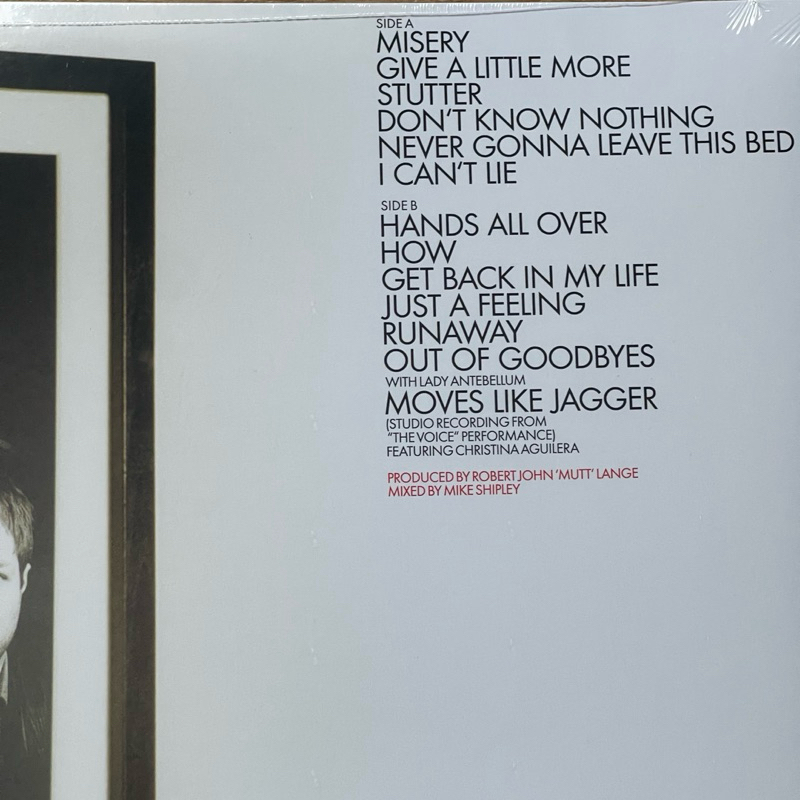 SIDE A
MISERY
GIVE A LITTLE MORE
STUTTER
DON'T KNOW NOTHING
NEVER GONNA LEAVE THIS BED
I CAN'T LIE
SIDE B
HANDS ALL OVER
HOW
GET BACK IN MY LIFE
JUST A FEELING
RUNAWAY
OUT OF GOODBYES
WITH LADY ANTEBELLUM
MOVES LIKE JAGGER
(STUDIO RECORDING FROM
"THE VOICE" PERFORMANCE)
FEATURING CHRISTINA AGUILERA
PRODUCED BY ROBERT JOHN 'MUTT' LANGE
MIXED BY MIKE SHIPLEY